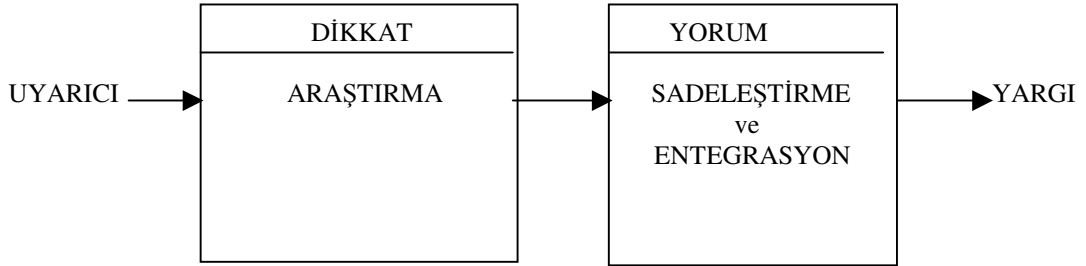 DİKKAT
YORUM
UYARICI
ARAŞTIRMA
SADELEŞTİRME
ve
ENTEGRASYON
YARGI